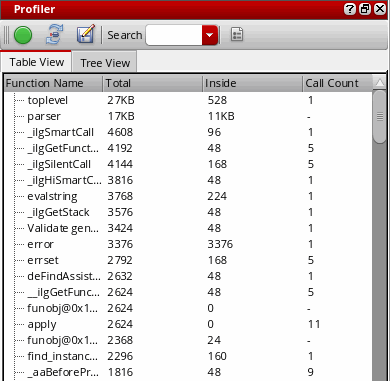 Profiler
Search
Table View Tree View
Function Name Total Inside Call Count
toplevel 27KB 528 1
parser 17KB 11KB -
_ilgSmartCall 4608 96 1
_ilgGetFunct... 4192 48 5
_ilgSilentCall 4144 168 5
_ilgHiSmartC... 3816 48 1
evalstring 3768 224 1
_ilgGetStack 3576 48 1
Validate gen... 3424 48 1
error 3376 3376 1
errset 2792 168 5
deFindAssist... 2632 48 1
__ilgGetFunc... 2624 48 5
funobj@0x1... 2624 0 -
apply 2624 0 11
funobj@0x1... 2368 24 -
find_instanc... 2296 160 1
_aaBeforePr... 1816 48 9